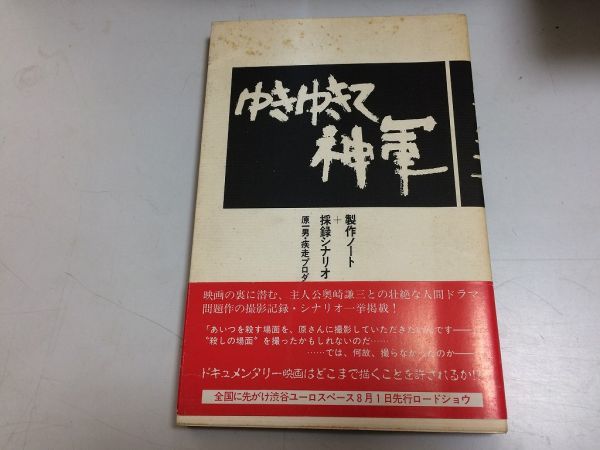 ゆきゆきて
神軍
製作ノート
+
採録シナリオ
原一男・疾走プロダ
映画の裏に潜む、主人公奥崎謙三との壮絶な人間ドラマ
問題作の撮影記録・シナリオ一挙掲載!
「あいつを殺す場面を、原さんに撮影していただきたいんです――
“殺しの場面”を撮ったかもしれないのだ……
……では、何故、撮らなかったのか――
ドキュメンタリー映画はどこまで描くことを許されるか!?
全国に先がけ渋谷ユーロスペース8月1日先行ロードショウ